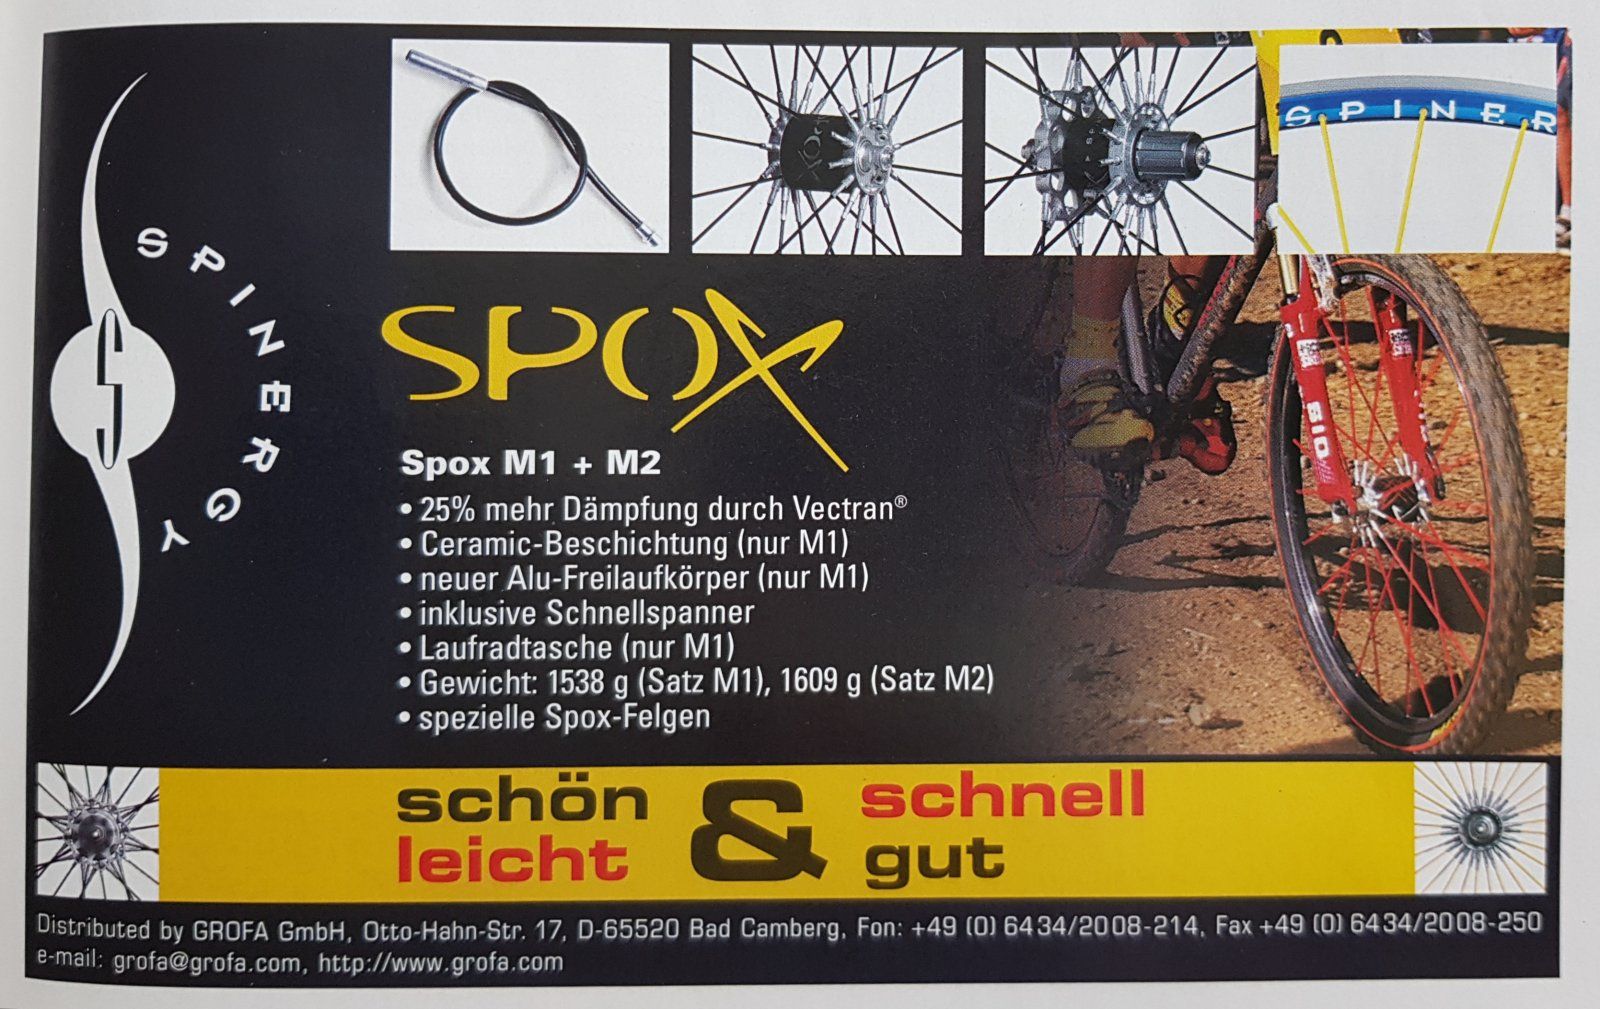 SPINERGY
SPINER
SPOX
Spox M1 + M2
• 25% mehr Dämpfung durch Vectran®
• Ceramic-Beschichtung (nur M1)
• neuer Alu-Freilaufkörper (nur M1)
• inklusive Schnellspanner
• Laufradtasche (nur M1)
• Gewicht: 1538 g (Satz M1), 1609 g (Satz M2)
• spezielle Spox-Felgen
schön & schnell
leicht gut
Distributed by GROFA GmbH, Otto-Hahn-Str. 17, D-65520 Bad Camberg, Fon: +49 (0) 6434/2008-214, Fax +49 (0) 6434/2008-250
e-mail: grofa@grofa.com, http://www.grofa.com